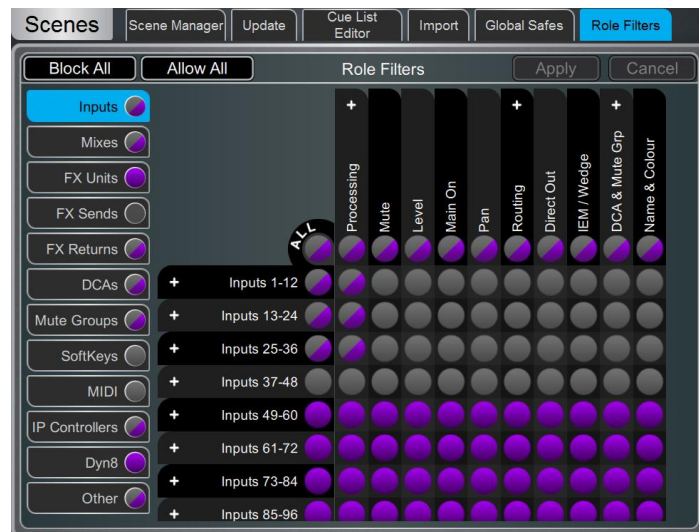 Scenes
Scene Manager
Update
Cue List
Editor
Import
Global Safes
Role Filters
Block All
Allow All
Role Filters
Apply
Cancel
Inputs
Mixes
FX Units
FX Sends
FX Returns
DCAs
Mute Groups
SoftKeys
MIDI
IP Controllers
Dyn8
Other
+
+
+
Processing
Mute
Level
Main On
Pan
Routing
Direct Out
IEM / Wedge
DCA & Mute Grp
Name & Colour
ALL
+ Inputs 1-12
+ Inputs 13-24
+ Inputs 25-36
+ Inputs 37-48
+ Inputs 49-60
+ Inputs 61-72
+ Inputs 73-84
+ Inputs 85-96